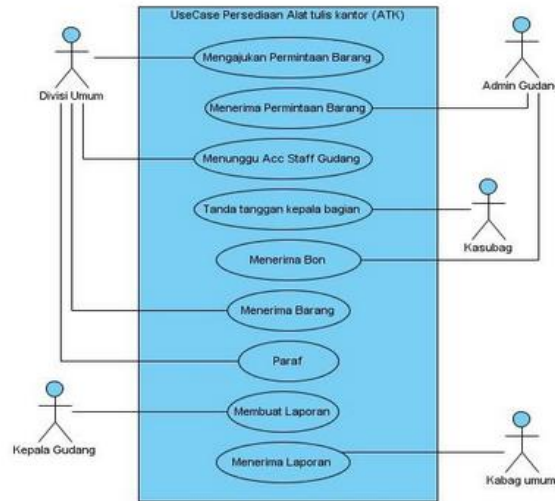 UseCase Persediaan Alat tulis kantor (ATK)
Mengajukan Permintaan Barang
Divisi Umum
Admin Gudang
Menerima Permintaan Barang
Menunggu Acc Staff Gudang
Tanda tanggan kepala bagian
Kasubag
Menerima Bon
Menerima Barang
Paraf
Membuat Laporan
Kepala Gudang
Menerima Laporan
Kabag umum